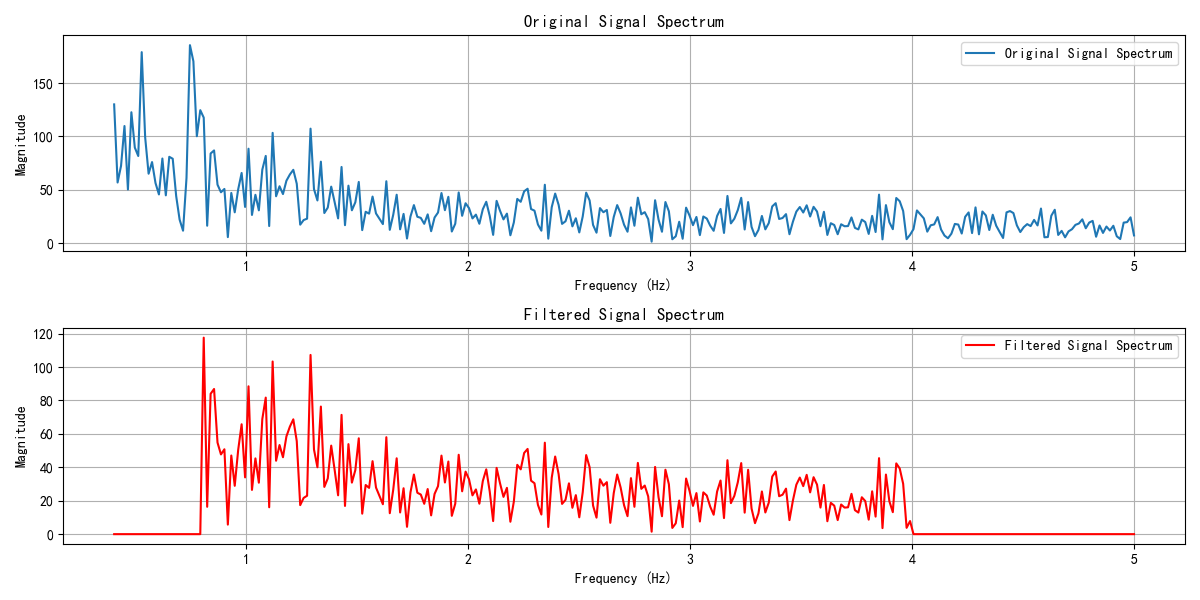 Original Signal Spectrum
Original Signal Spectrum
Magnitude
150
100
50
0
1 2 3 4 5
Frequency (Hz)
Filtered Signal Spectrum
Filtered Signal Spectrum
Magnitude
120
100
80
60
40
20
0
1 2 3 4 5
Frequency (Hz)